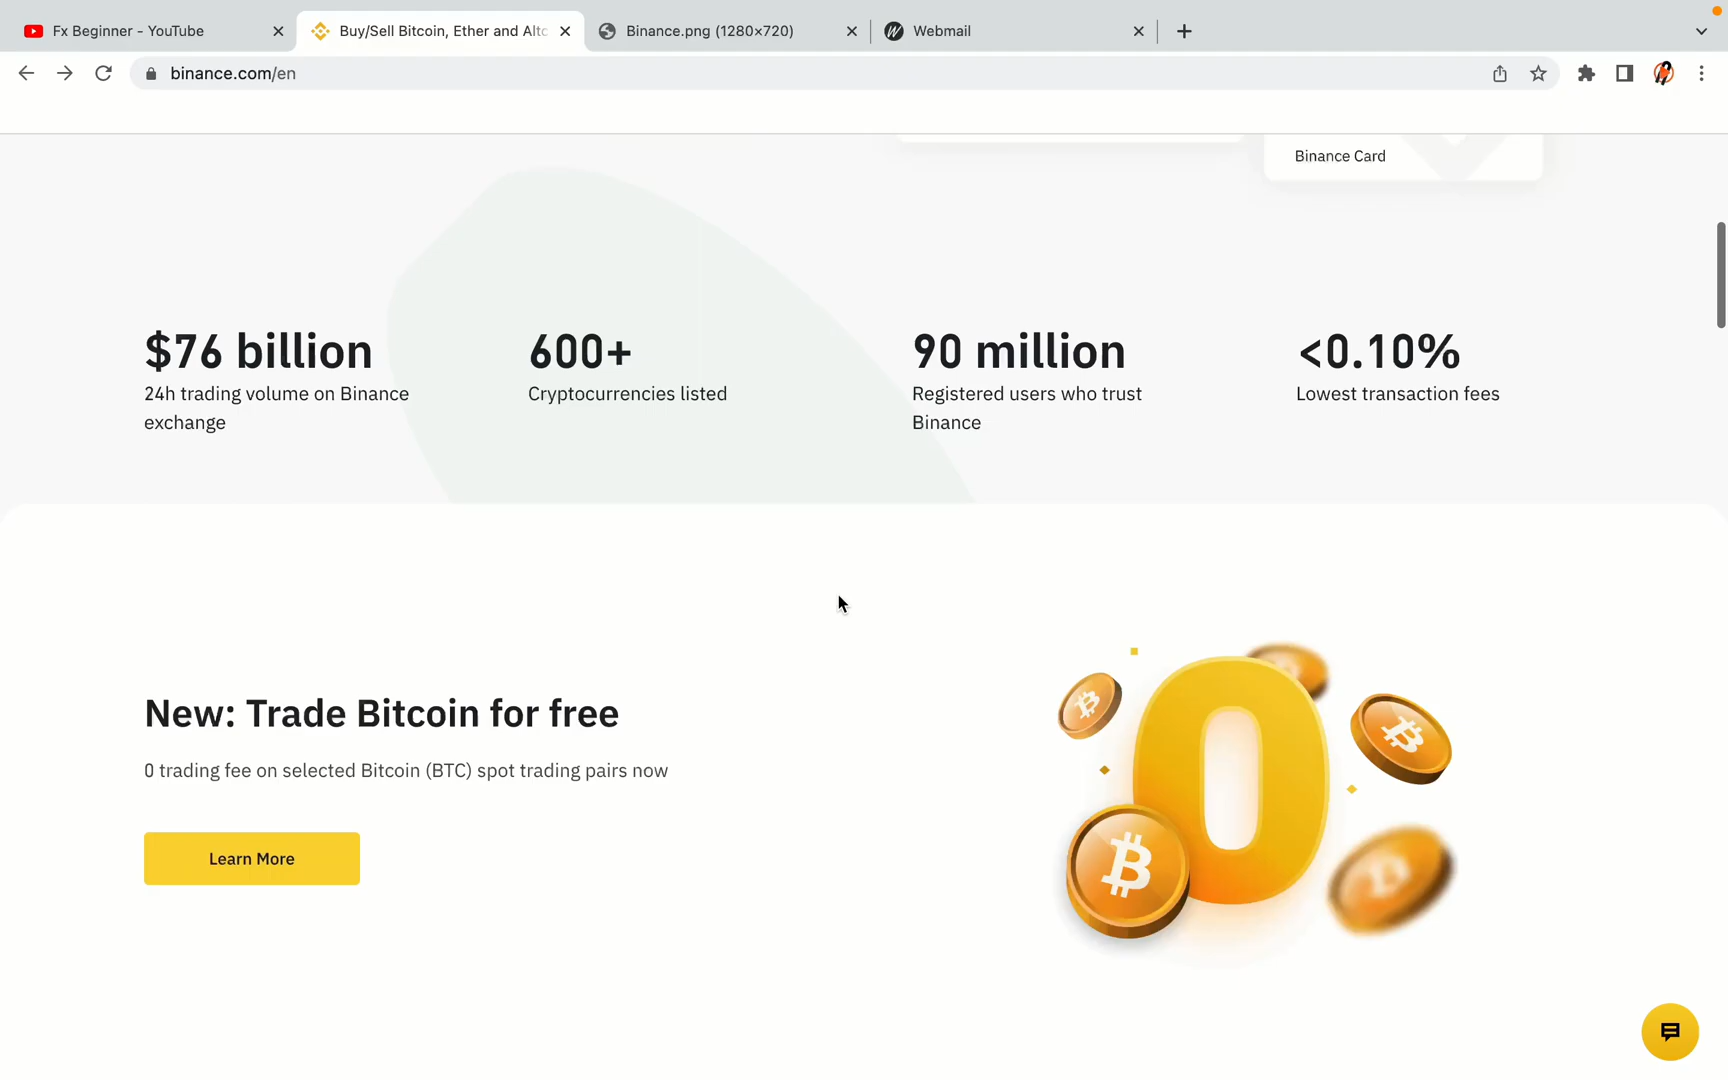 Fx Beginner - YouTube
Buy/Sell Bitcoin, Ether and Altc
Binance.png (1280×720)
Webmail
binance.com/en
Binance Card
$76 billion
24h trading volume on Binance
exchange
600+
Cryptocurrencies listed
90 million
Registered users who trust
Binance
<0.10%
Lowest transaction fees
New: Trade Bitcoin for free
0 trading fee on selected Bitcoin (BTC) spot trading pairs now
Learn More
0